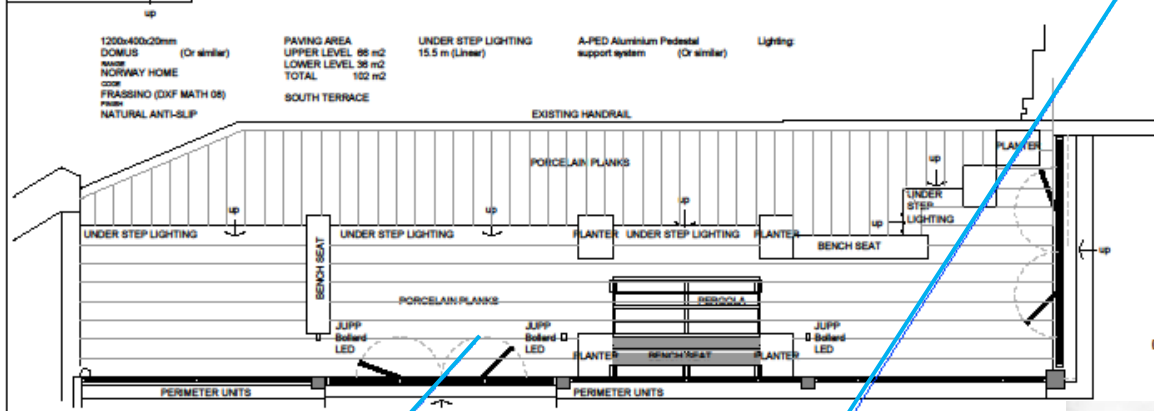 up
1200x400x20mm
DOMUS (Or similar)
RANGE
NORWAY HOME
CODE
FRASSINO (DXF MATH 08)
FINISH
NATURAL ANTI-SLIP
PAVING AREA
UPPER LEVEL 66 m2
LOWER LEVEL 36 m2
TOTAL 102 m2
SOUTH TERRACE
UNDER STEP LIGHTING
15.5 m (Linear)
A-PED Aluminium Pedestal
support system (Or similar)
Lighting:
EXISTING HANDRAIL
PLANTER
PORCELAIN PLANKS
up
UNDER
STEP
LIGHTING
up
up
up
up
UNDER STEP LIGHTING
UNDER STEP LIGHTING
PLANTER
UNDER STEP LIGHTING
PLANTER
BENCH SEAT
up
BENCH SEAT
PORCELAIN PLANKS
PERGOLA
JUPP
Bollard
LED
JUPP
Bollard
LED
JUPP
Bollard
LED
PLANTER
BENCH SEAT
PLANTER
PERIMETER UNITS
PERIMETER UNITS